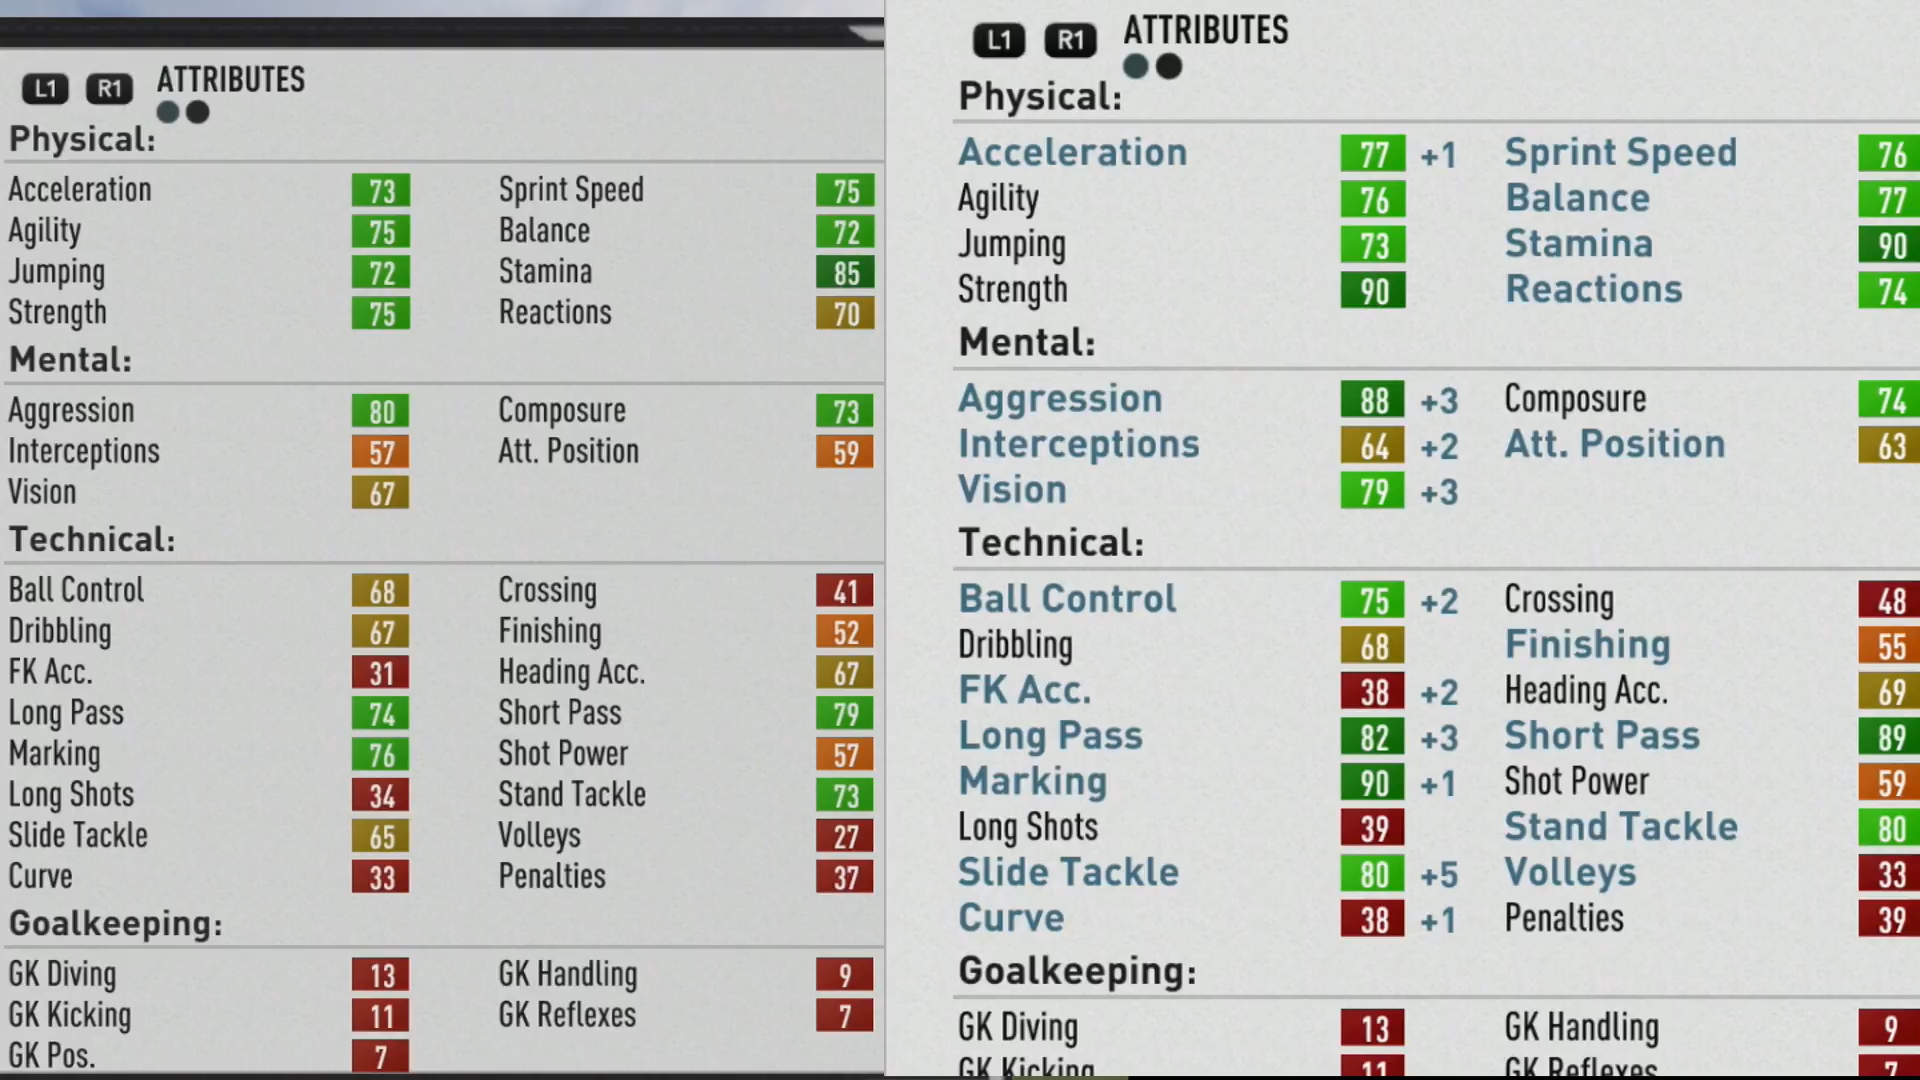 L1 R1 ATTRIBUTES
Physical:
Acceleration 73 Sprint Speed 75
Agility 75 Balance 72
Jumping 72 Stamina 85
Strength 75 Reactions 70
Mental:
Aggression 80 Composure 73
Interceptions 57 Att. Position 59
Vision 67
Technical:
Ball Control 68 Crossing 41
Dribbling 67 Finishing 52
FK Acc. 31 Heading Acc. 67
Long Pass 74 Short Pass 79
Marking 76 Shot Power 57
Long Shots 34 Stand Tackle 73
Slide Tackle 65 Volleys 27
Curve 33 Penalties 37
Goalkeeping:
GK Diving 13 GK Handling 9
GK Kicking 11 GK Reflexes 7
GK Pos. 7
L1 R1 ATTRIBUTES
Physical:
Acceleration 77 +1 Sprint Speed 76
Agility 76 Balance 77
Jumping 73 Stamina 90
Strength 90 Reactions 74
Mental:
Aggression 88 +3 Composure 74
Interceptions 64 +2 Att. Position 63
Vision 79 +3
Technical:
Ball Control 75 +2 Crossing 48
Dribbling 68 Finishing 55
FK Acc. 38 +2 Heading Acc. 69
Long Pass 82 +3 Short Pass 89
Marking 90 +1 Shot Power 59
Long Shots 39 Stand Tackle 80
Slide Tackle 80 +5 Volleys 33
Curve 38 +1 Penalties 39
Goalkeeping:
GK Diving 13 GK Handling 9
GK Kicking 11 GK Reflexes 7